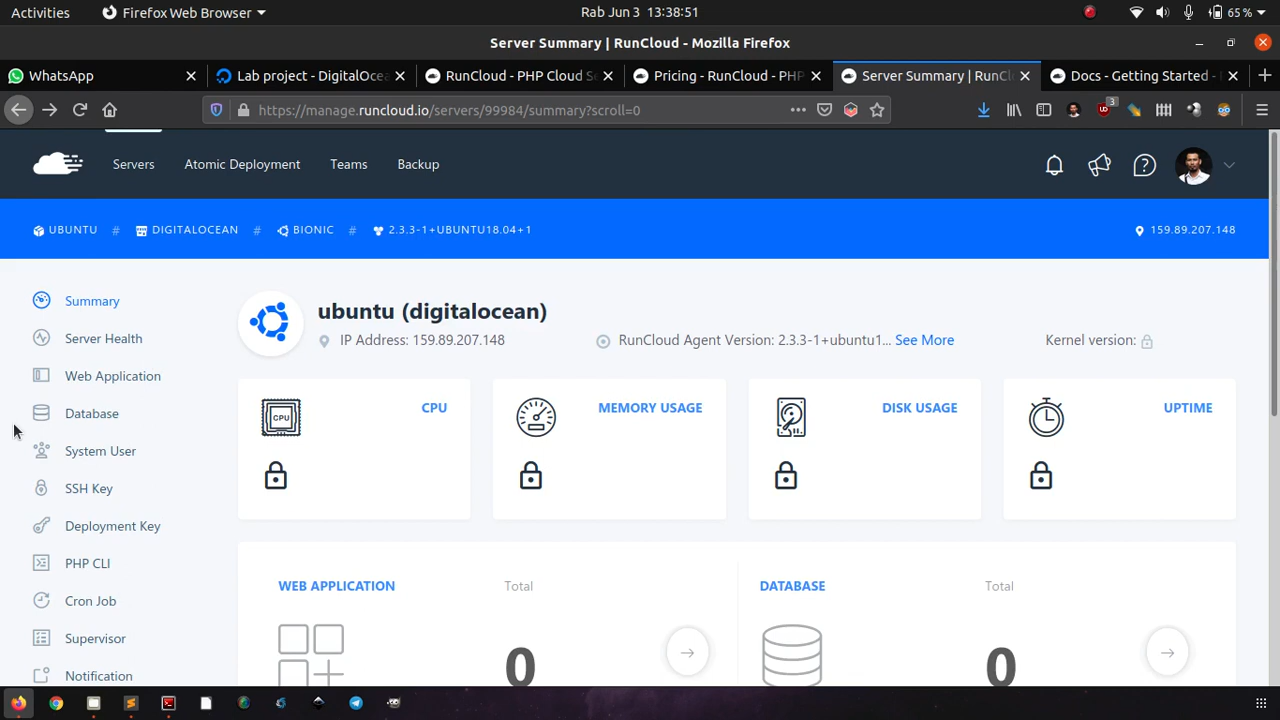 Activities Firefox Web Browser Rab Jun 3 13:38:51 65 %
Server Summary | RunCloud - Mozilla Firefox
WhatsApp Lab project - DigitalOcea RunCloud - PHP Cloud Se Pricing - RunCloud - PHP Server Summary | RunCl Docs - Getting Started -
https://manage.runcloud.io/servers/99984/summary?scroll=0 3
Servers Atomic Deployment Teams Backup
UBUNTU # DIGITALOCEAN # BIONIC # 2.3.3-1+UBUNTU18.04+1 159.89.207.148
Summary
Server Health
Web Application
Database
System User
SSH Key
Deployment Key
PHP CLI
Cron Job
Supervisor
Notification
ubuntu (digitalocean)
IP Address: 159.89.207.148 RunCloud Agent Version: 2.3.3-1+ubuntu1... See More Kernel version:
CPU CPU MEMORY USAGE DISK USAGE UPTIME
WEB APPLICATION Total DATABASE Total
0 0